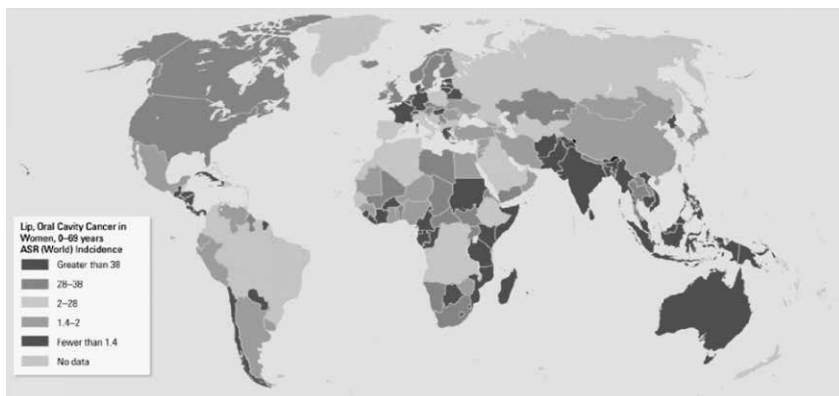 Lip, Oral Cavity Cancer in
Women, 0–69 years
ASR (World) Indcidence
Greater than 38
28–38
2–28
1.4–2
Fewer than 1.4
No data